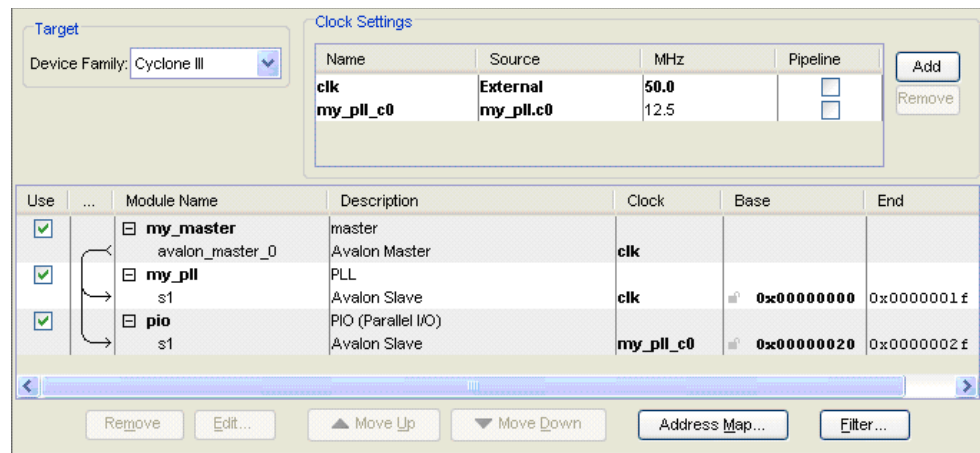 Target
Device Family: Cyclone III
Clock Settings
Name Source MHz Pipeline
clk External 50.0
my_pll_c0 my_pll.c0 12.5
Add
Remove
Use ... Module Name Description Clock Base End
my_master master
avalon_master_0 Avalon Master clk
my_pll PLL
s1 Avalon Slave clk 0x00000000 0x0000001f
pio PIO (Parallel I/O)
s1 Avalon Slave my_pll_c0 0x00000020 0x0000002f
Remove Edit... Move Up Move Down Address Map... Filter...